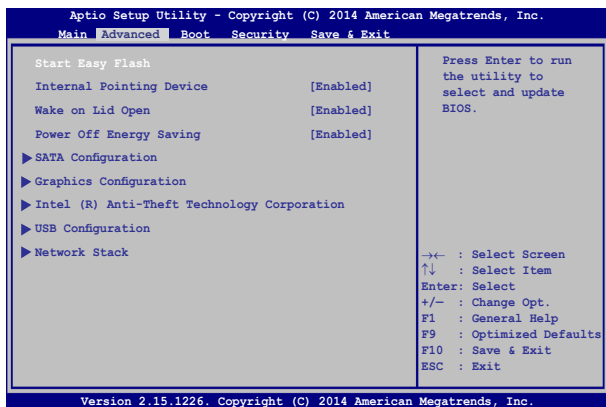 Aptio Setup Utility - Copyright (C) 2014 American Megatrends, Inc.
Main Advanced Boot Security Save & Exit
Start Easy Flash
Internal Pointing Device [Enabled]
Wake on Lid Open [Enabled]
Power Off Energy Saving [Enabled]
SATA Configuration
Graphics Configuration
Intel (R) Anti-Theft Technology Corporation
USB Configuration
Network Stack
Press Enter to run
the utility to
select and update
BIOS.
→← : Select Screen
↑↓ : Select Item
Enter: Select
+/— : Change Opt.
F1 : General Help
F9 : Optimized Defaults
F10 : Save & Exit
ESC : Exit
Version 2.15.1226. Copyright (C) 2014 American Megatrends, Inc.